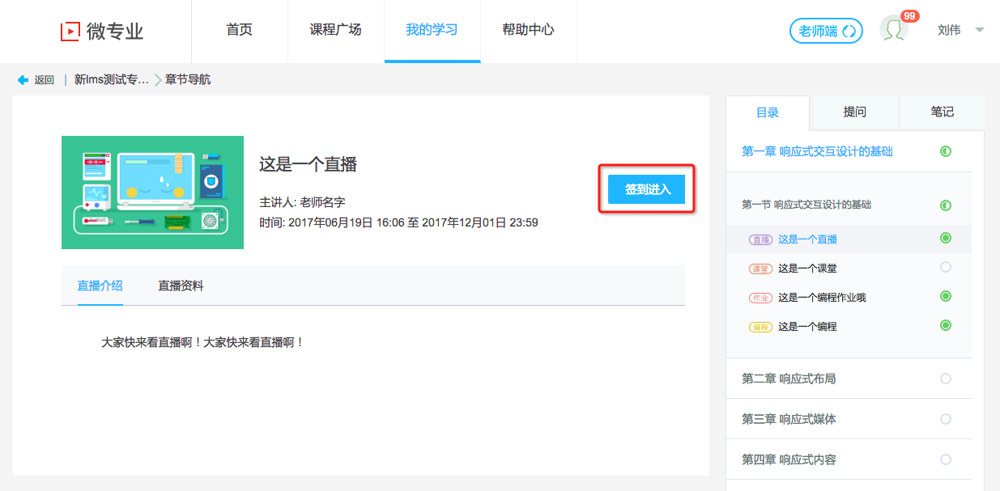 微专业
首页
课程广场
我的学习
帮助中心
老师端
99
刘伟
返回 | 新lms测试专... 章节导航
这是一个直播
主讲人: 老师名字
时间: 2017年06月19日 16:06 至 2017年12月01日 23:59
签到进入
直播介绍
直播资料
大家快来看直播啊！大家快来看直播啊！
目录
提问
笔记
第一章 响应式交互设计的基础
第一节 响应式交互设计的基础
直播 这是一个直播
课堂 这是一个课堂
作业 这是一个编程作业哦
编程 这是一个编程
第二章 响应式布局
第三章 响应式媒体
第四章 响应式内容